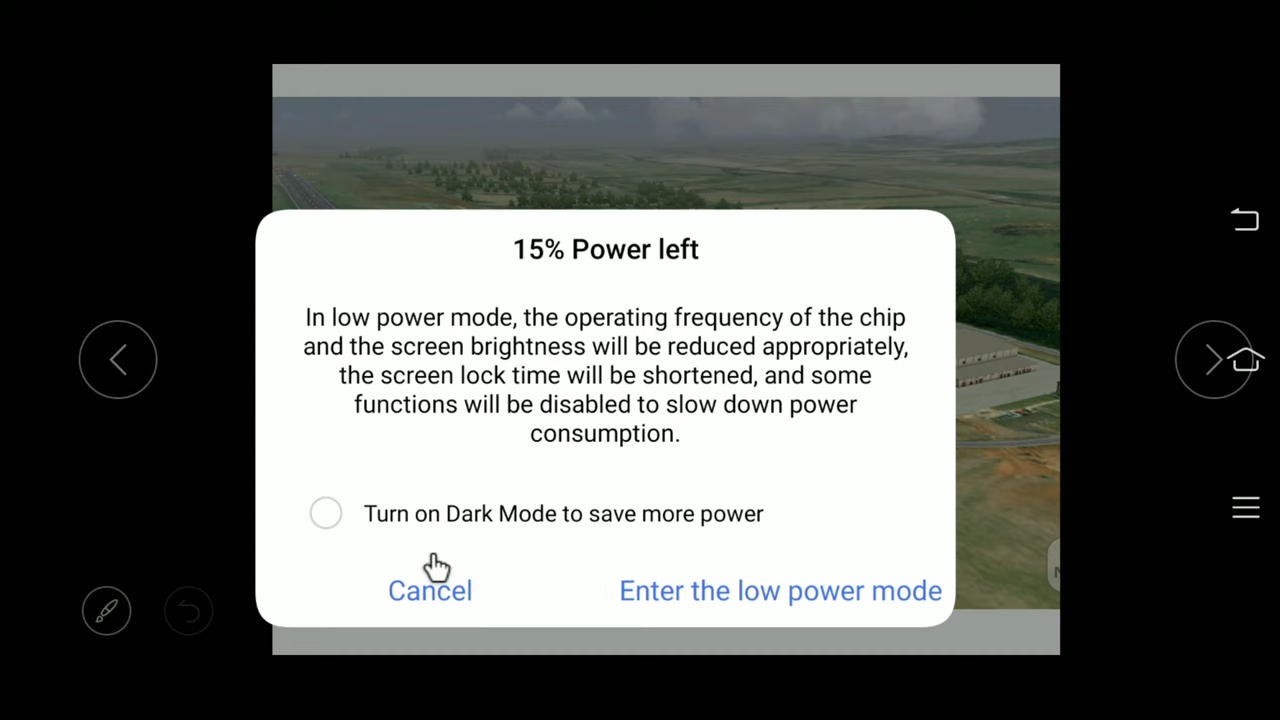 15% Power left
In low power mode, the operating frequency of the chip
and the screen brightness will be reduced appropriately,
the screen lock time will be shortened, and some
functions will be disabled to slow down power
consumption.
Turn on Dark Mode to save more power
Cancel
Enter the low power mode